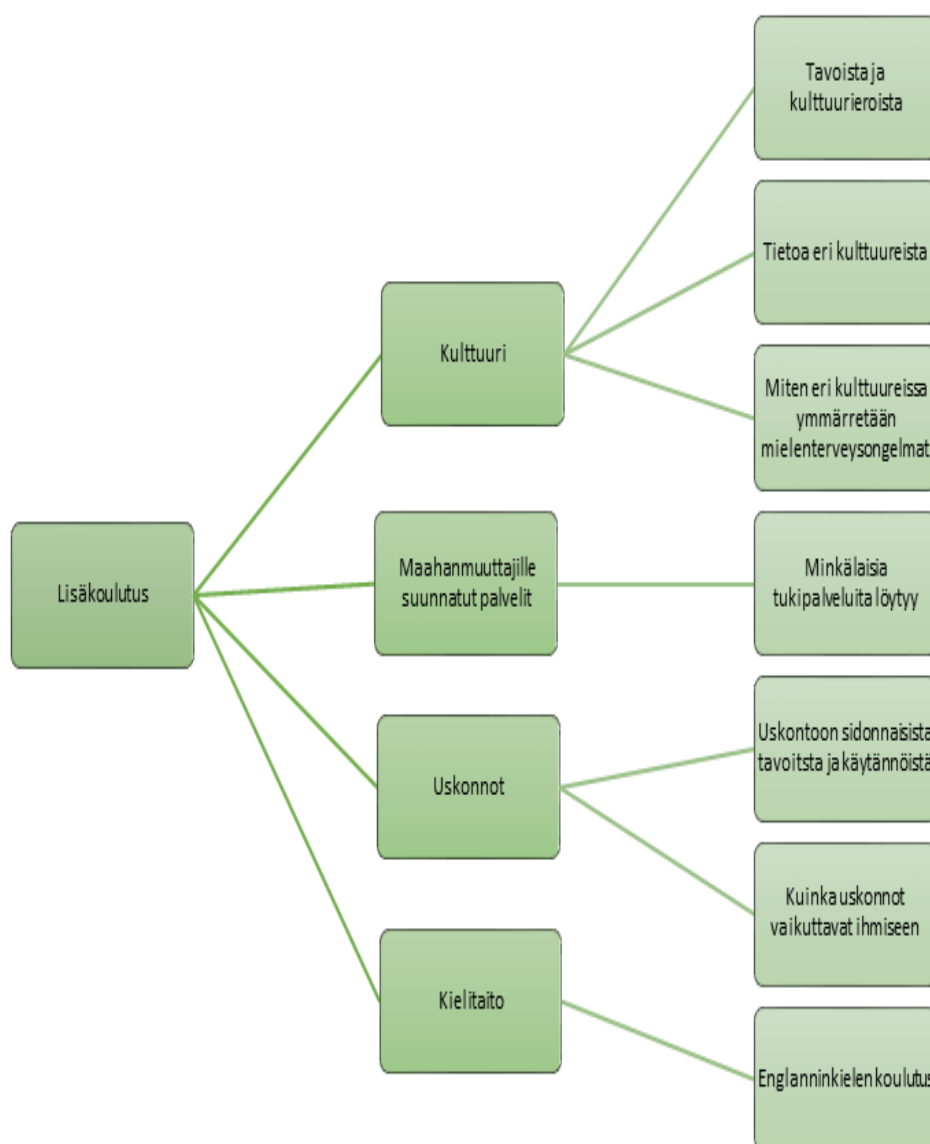 Lisäkoulutus
Kulttuuri
Tavoista ja
kulttuurieroista
Tietoa eri kulttuureista
Miten eri kulttuureissa
ymmärretään
mielenterveysongelmat
Maahanmuuttajille
suunnatut palvelit
Minkälaisia
tukipalveluita löytyy
Uskonnot
Uskontoon sidonnaisista
tavoitsta ja käytännöistä
Kuinka uskonnot
vaikuttavat ihmiseen
Kielitaito
Englanninkielen koulutus